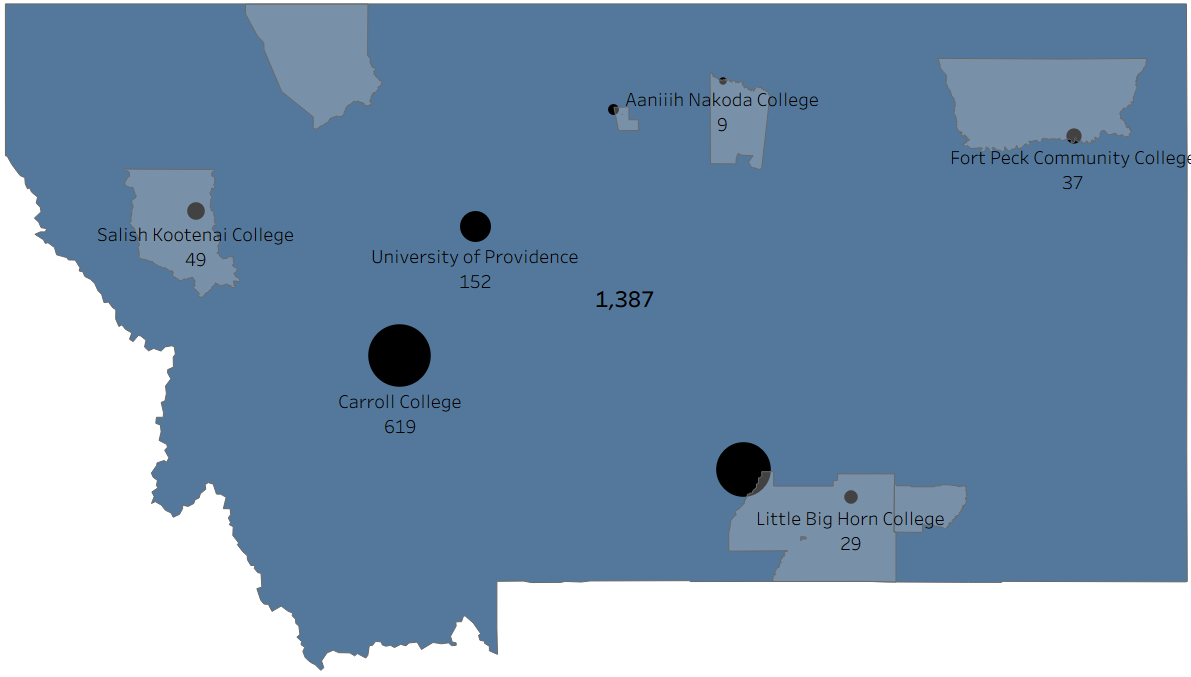 Aaniiih Nakoda College
9
Fort Peck Community College
37
Salish Kootenai College
49
University of Providence
152
1,387
Carroll College
619
Little Big Horn College
29